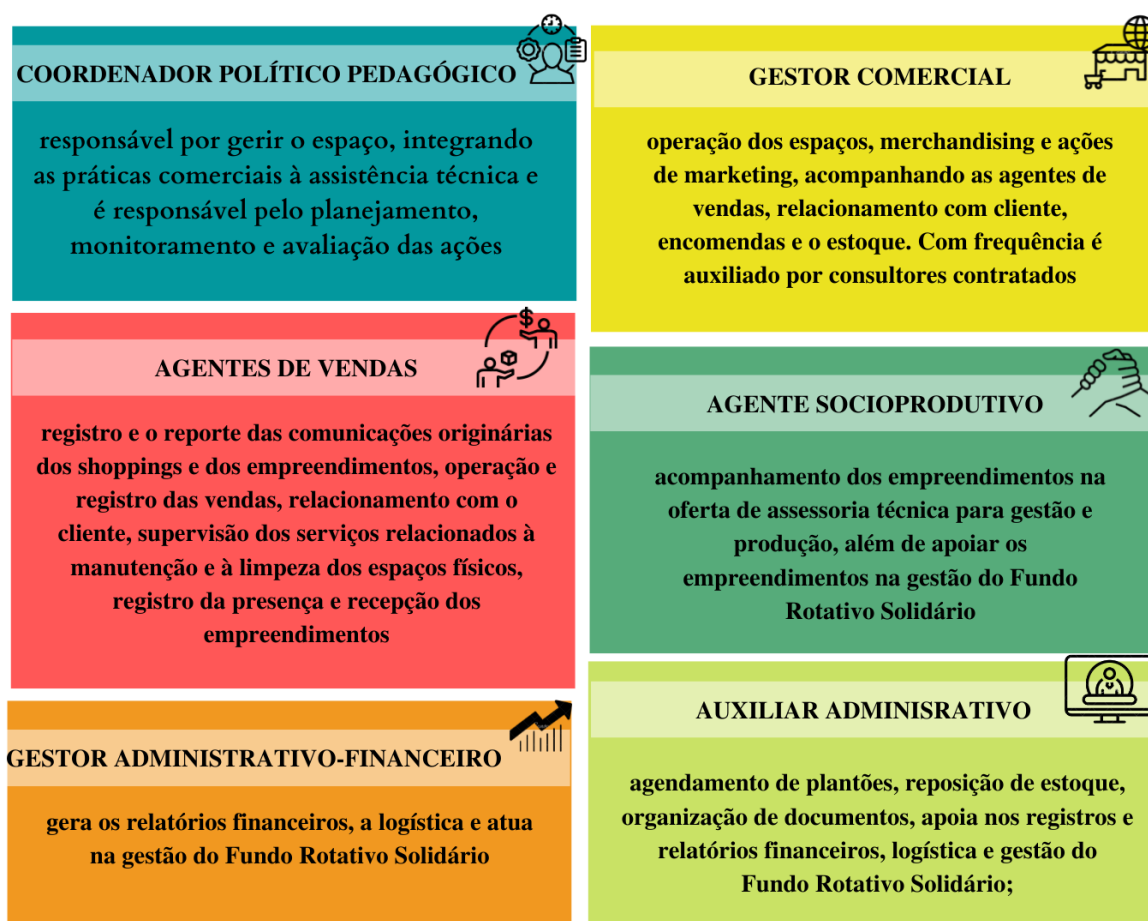 COORDENADOR POLÍTICO PEDAGÓGICO
responsável por gerir o espaço, integrando
as práticas comerciais à assistência técnica e
é responsável pelo planejamento,
monitoramento e avaliação das ações
GESTOR COMERCIAL
operação dos espaços, merchandising e ações
de marketing, acompanhando as agentes de
vendas, relacionamento com cliente,
encomendas e o estoque. Com frequência é
auxiliado por consultores contratados
AGENTES DE VENDAS
registro e o reporte das comunicações originárias
dos shoppings e dos empreendimentos, operação e
registro das vendas, relacionamento com o
cliente, supervisão dos serviços relacionados à
manutenção e à limpeza dos espaços físicos,
registro da presença e recepção dos
empreendimentos
AGENTE SOCIOPRODUTIVO
acompanhamento dos empreendimentos na
oferta de assessoria técnica para gestão e
produção, além de apoiar os
empreendimentos na gestão do Fundo
Rotativo Solidário
GESTOR ADMINISTRATIVO-FINANCEIRO
gera os relatórios financeiros, a logística e atua
na gestão do Fundo Rotativo Solidário
AUXILIAR ADMINISRATIVO
agendamento de plantões, reposição de estoque,
organização de documentos, apoia nos registros e
relatórios financeiros, logística e gestão do
Fundo Rotativo Solidário;